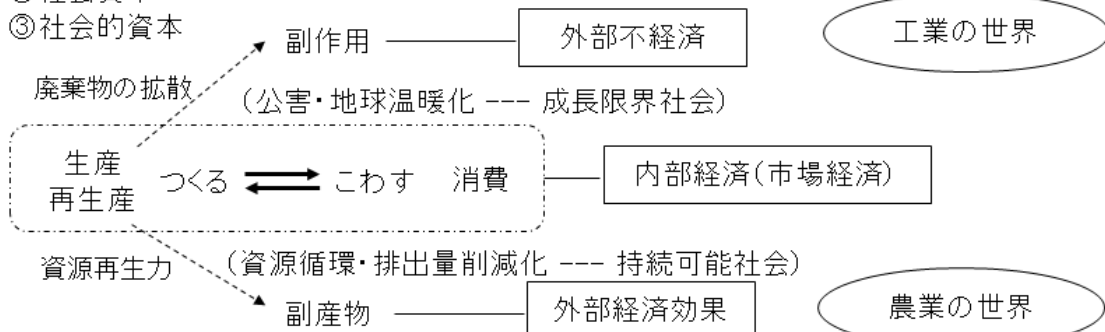 ③社会的資本
副作用
外部不経済
工業の世界
廃棄物の拡散
(公害・地球温暖化 --- 成長限界社会)
生産
再生産
つくる
こわす
消費
内部経済(市場経済)
資源再生力
(資源循環・排出量削減化 --- 持続可能社会)
副産物
外部経済効果
農業の世界